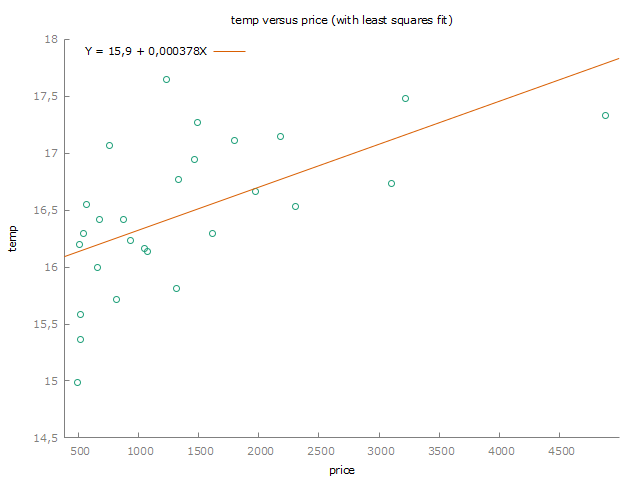 temp versus price (with least squares fit)
18
Y = 15,9 + 0,000378X
17,5
17
16,5
temp
16
15,5
15
14,5
500 1000 1500 2000 2500 3000 3500 4000 4500
price